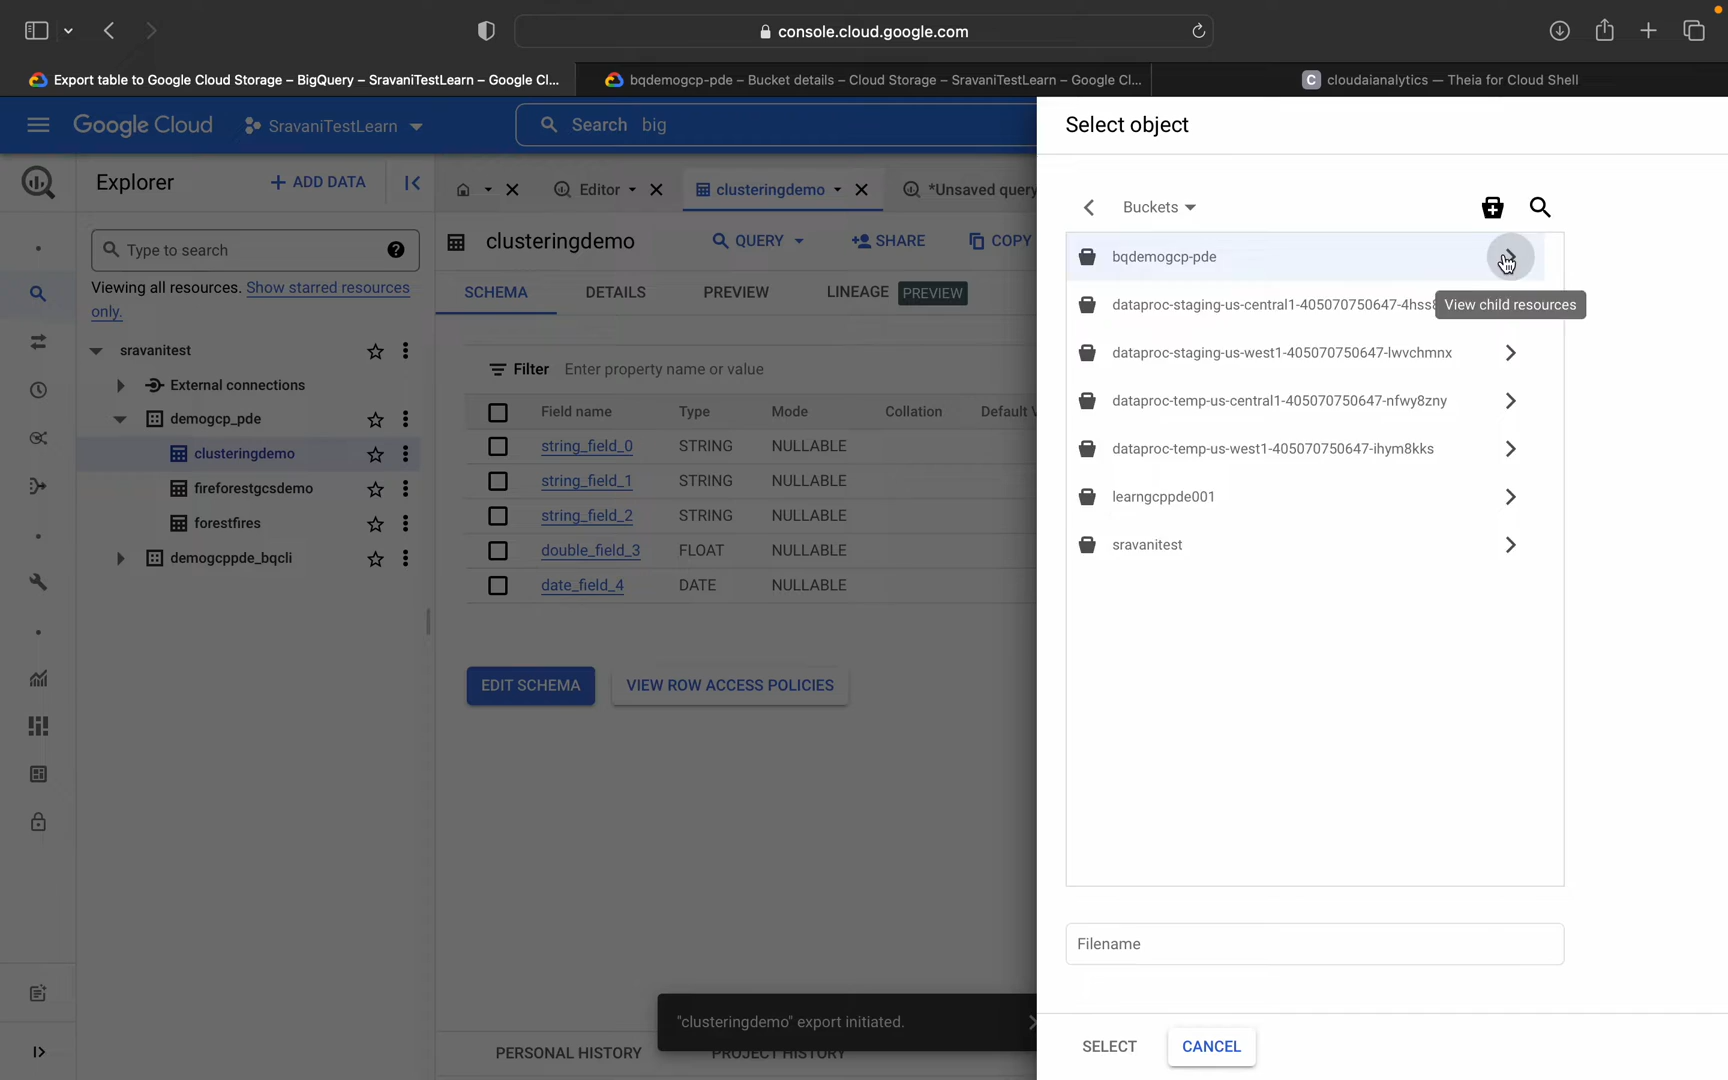 console.cloud.google.com
Export table to Google Cloud Storage – BigQuery – SravaniTestLearn – Google Cl...
bqdemogcp-pde – Bucket details – Cloud Storage – SravaniTestLearn – Google Cl...
C cloudaianalytics — Theia for Cloud Shell
Google Cloud
SravaniTestLearn
Search big
Select object
Explorer
+ ADD DATA
Editor
clusteringdemo
*Unsaved query
Buckets
Type to search
clusteringdemo
QUERY
SHARE
COPY
bqdemogcp-pde
Viewing all resources. Show starred resources
only.
SCHEMA
DETAILS
PREVIEW
LINEAGE PREVIEW
dataproc-staging-us-central1-405070750647-4hss
View child resources
sravanitest
dataproc-staging-us-west1-405070750647-lwvchmnx
Filter Enter property name or value
External connections
dataproc-temp-us-central1-405070750647-nfwy8zny
Field name Type Mode Collation Default V
demogcp_pde
string_field_0 STRING NULLABLE
dataproc-temp-us-west1-405070750647-ihym8kks
clusteringdemo
string_field_1 STRING NULLABLE
fireforestgcsdemo
learngcppde001
string_field_2 STRING NULLABLE
forestfires
sravanitest
double_field_3 FLOAT NULLABLE
demogcppde_bqcli
date_field_4 DATE NULLABLE
EDIT SCHEMA
VIEW ROW ACCESS POLICIES
Filename
"clusteringdemo" export initiated.
PERSONAL HISTORY
PROJECT HISTORY
SELECT
CANCEL